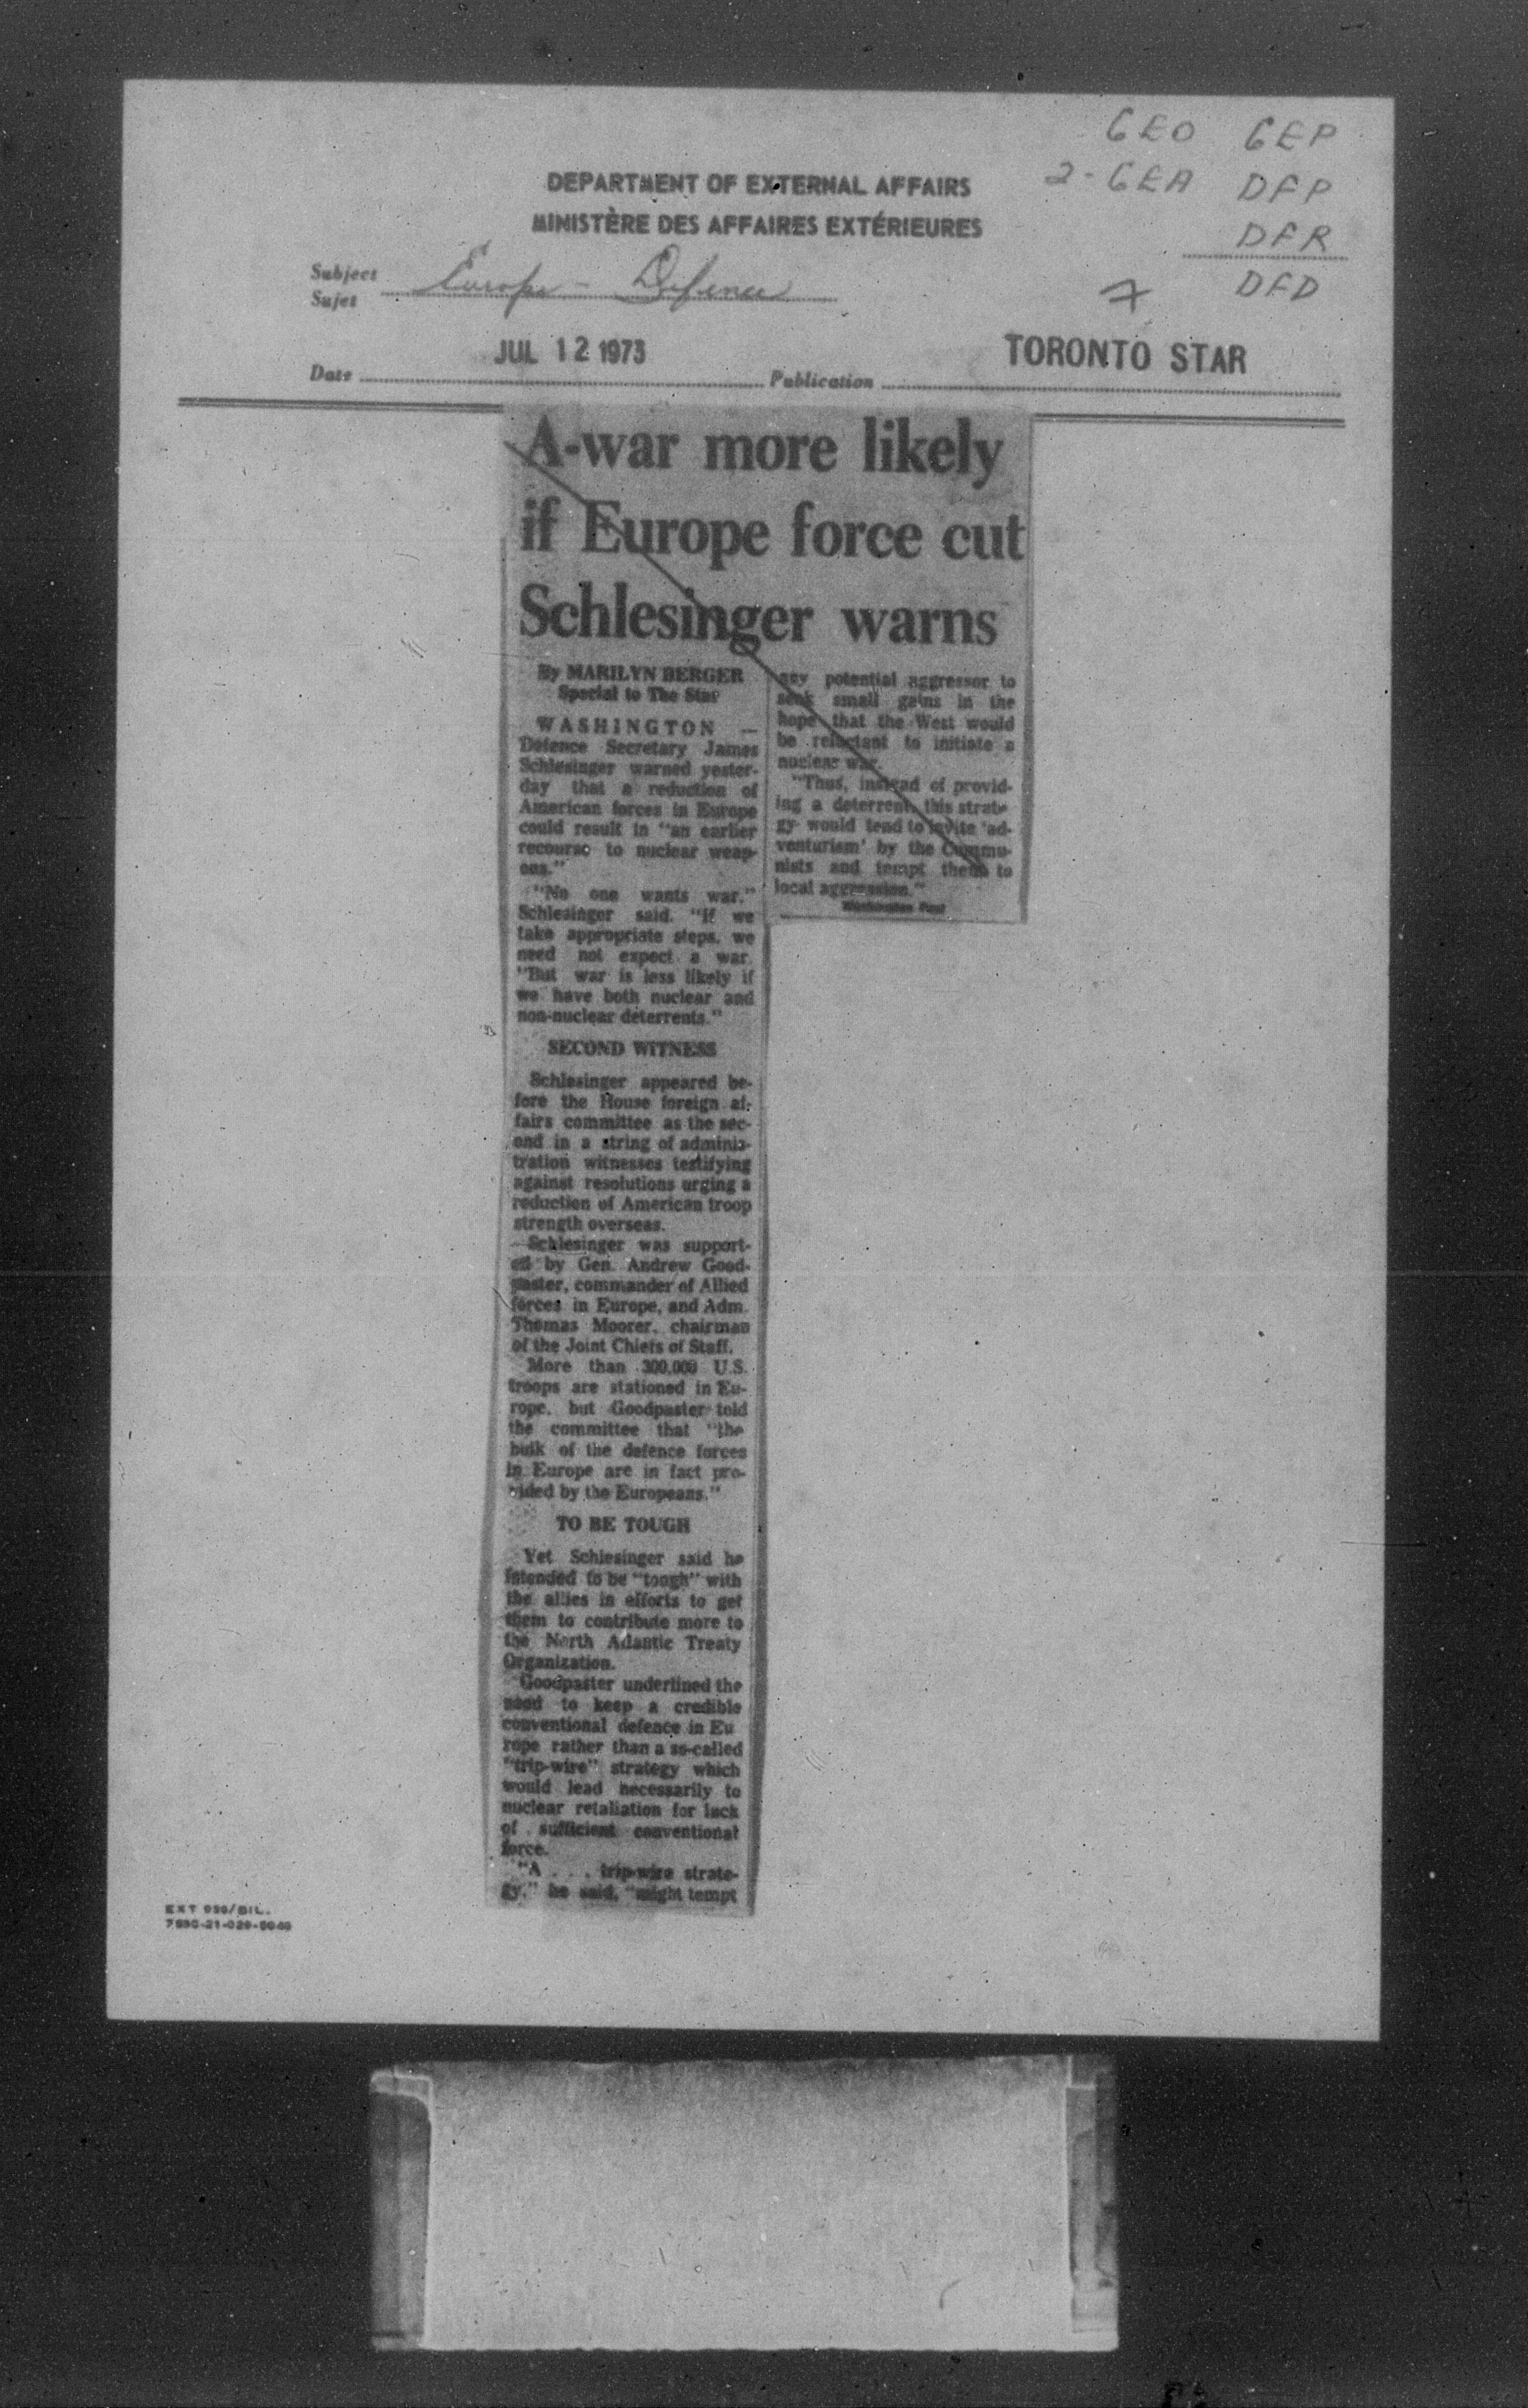 GEO GEP
2-GEA DFP
DFR
DFD
7
DEPARTMENT OF EXTERNAL AFFAIRS
MINISTÈRE DES AFFAIRES EXTÉRIEURES
Subject
Sujet Europe - Defence
Date JUL 12 1973 Publication TORONTO STAR
A-war more likely
if Europe force cut
Schlesinger warns
By MARILYN BERGER
Special to The Star
WASHINGTON —
Defence Secretary James
Schlesinger warned yester-
day that a reduction of
American forces in Europe
could result in "an earlier
recourse to nuclear weap-
ons."
"No one wants war,"
Schlesinger said. "If we
take appropriate steps, we
need not expect a war.
"But war is less likely if
we have both nuclear and
non-nuclear deterrents."
SECOND WITNESS
Schlesinger appeared be-
fore the House foreign af-
fairs committee as the sec-
ond in a string of adminis-
tration witnesses testifying
against resolutions urging a
reduction of American troop
strength overseas.
Schlesinger was support-
ed by Gen. Andrew Good-
paster, commander of Allied
forces in Europe, and Adm.
Thomas Moorer, chairman
of the Joint Chiefs of Staff.
More than 300,000 U.S.
troops are stationed in Eu-
rope, but Goodpaster told
the committee that "the
bulk of the defence forces
in Europe are in fact pro-
vided by the Europeans."
TO BE TOUGH
Yet Schlesinger said he
intended to be "tough" with
the allies in efforts to get
them to contribute more to
the North Atlantic Treaty
Organization.
Goodpaster underlined the
need to keep a credible
conventional defence in Eu
rope rather than a so-called
"trip-wire" strategy which
would lead necessarily to
nuclear retaliation for lack
of sufficient conventional
force.
"A . . . trip-wire strate-
gy," he said, "might tempt
any potential aggressor to
seek small gains in the
hope that the West would
be reluctant to initiate a
nuclear war.
"Thus, instead of provid-
ing a deterrent, this strate-
gy would tend to invite 'ad-
venturism' by the Commu-
nists and tempt them to
local aggression."
Washington Post
EXT 930/BIL.
7530-21-029-5046